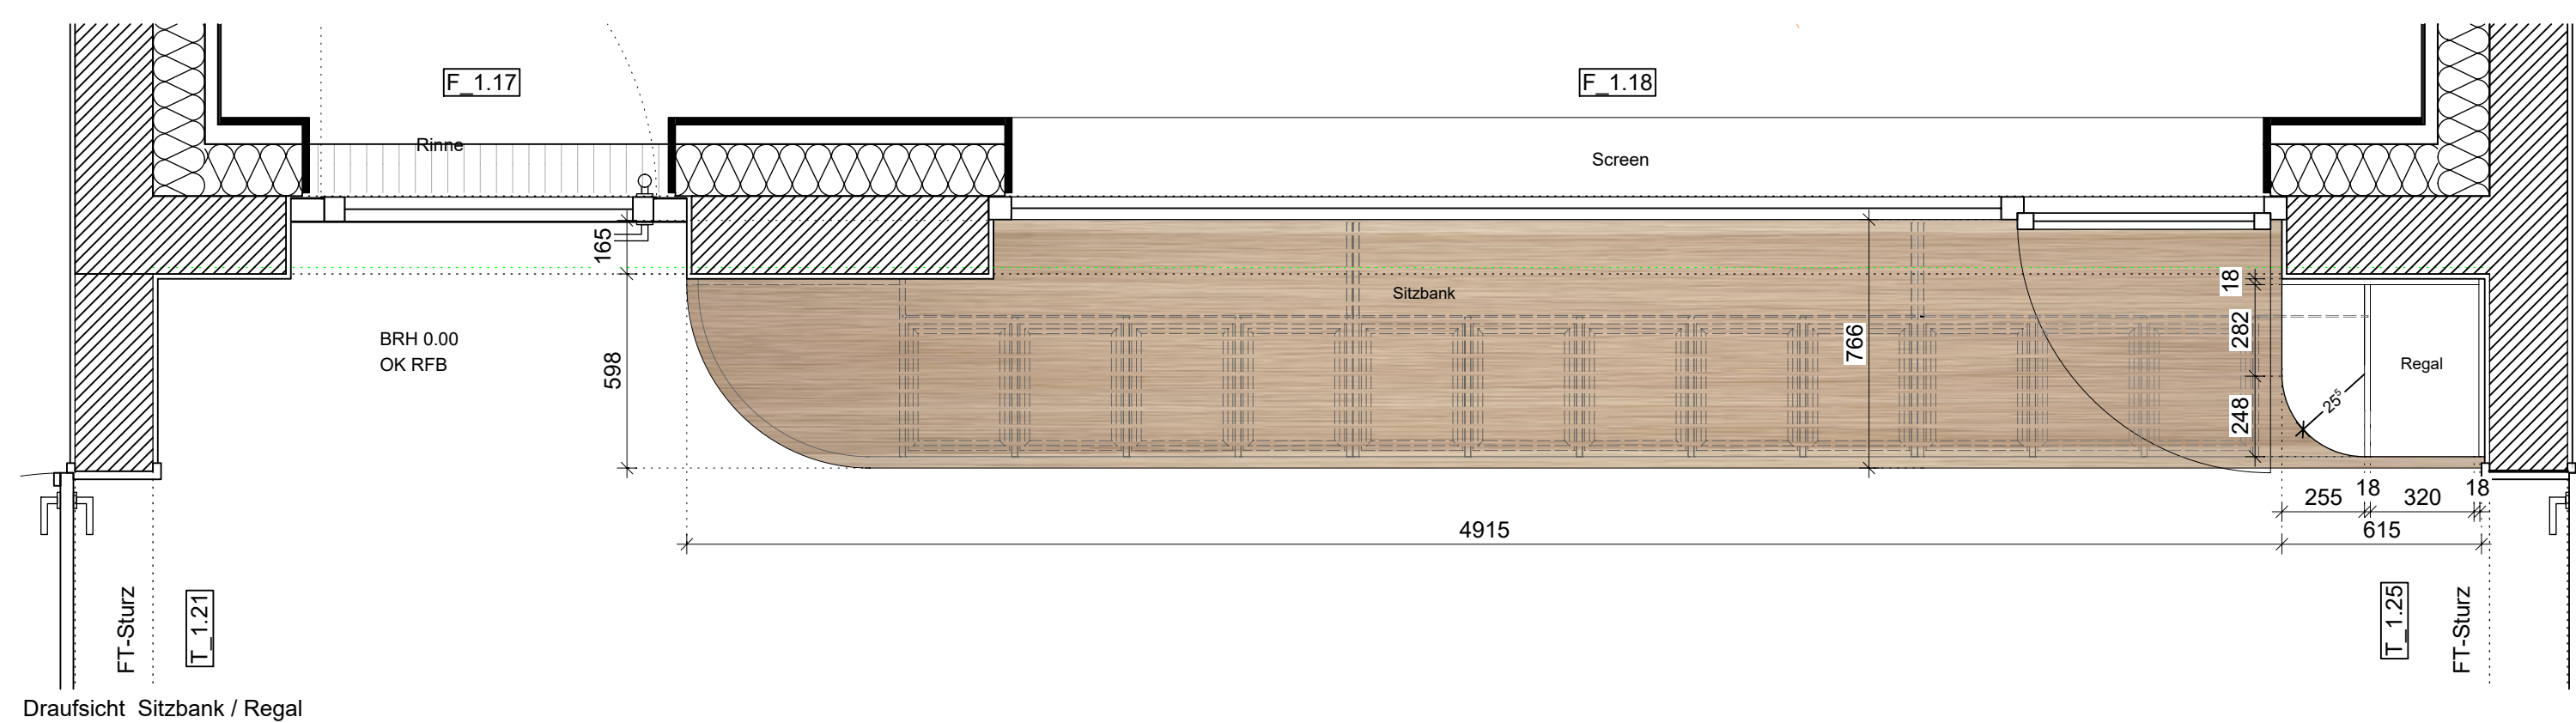 F_1.17
F_1.18
Rinne
Screen
165
18
Sitzbank
282
BRH 0.00
OK RFB
598
766
Regal
25⁵
248
255 18 320 18
4915
615
FT-Sturz
T_1.21
T_1.25
FT-Sturz
Draufsicht Sitzbank / Regal